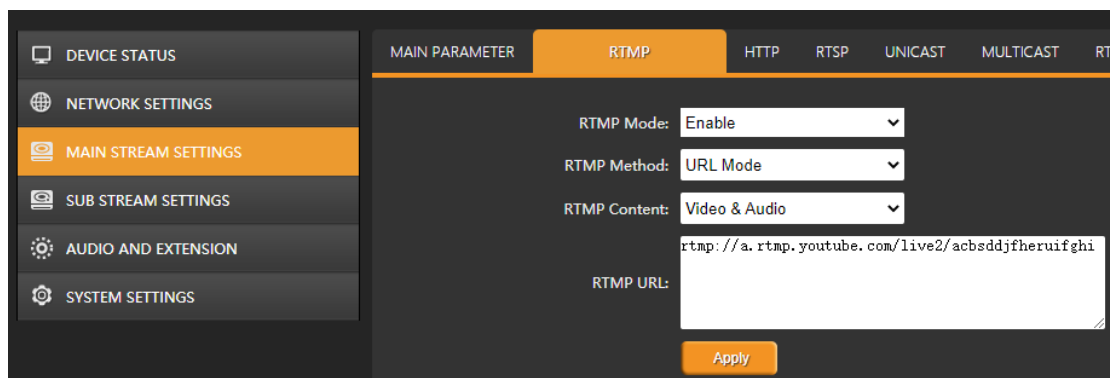 DEVICE STATUS
NETWORK SETTINGS
MAIN STREAM SETTINGS
SUB STREAM SETTINGS
AUDIO AND EXTENSION
SYSTEM SETTINGS
MAIN PARAMETER RTMP HTTP RTSP UNICAST MULTICAST RT
RTMP Mode: Enable
RTMP Method: URL Mode
RTMP Content: Video & Audio
RTMP URL: rtmp://a.rtmp.youtube.com/live2/acbsddjfheruifghi
Apply